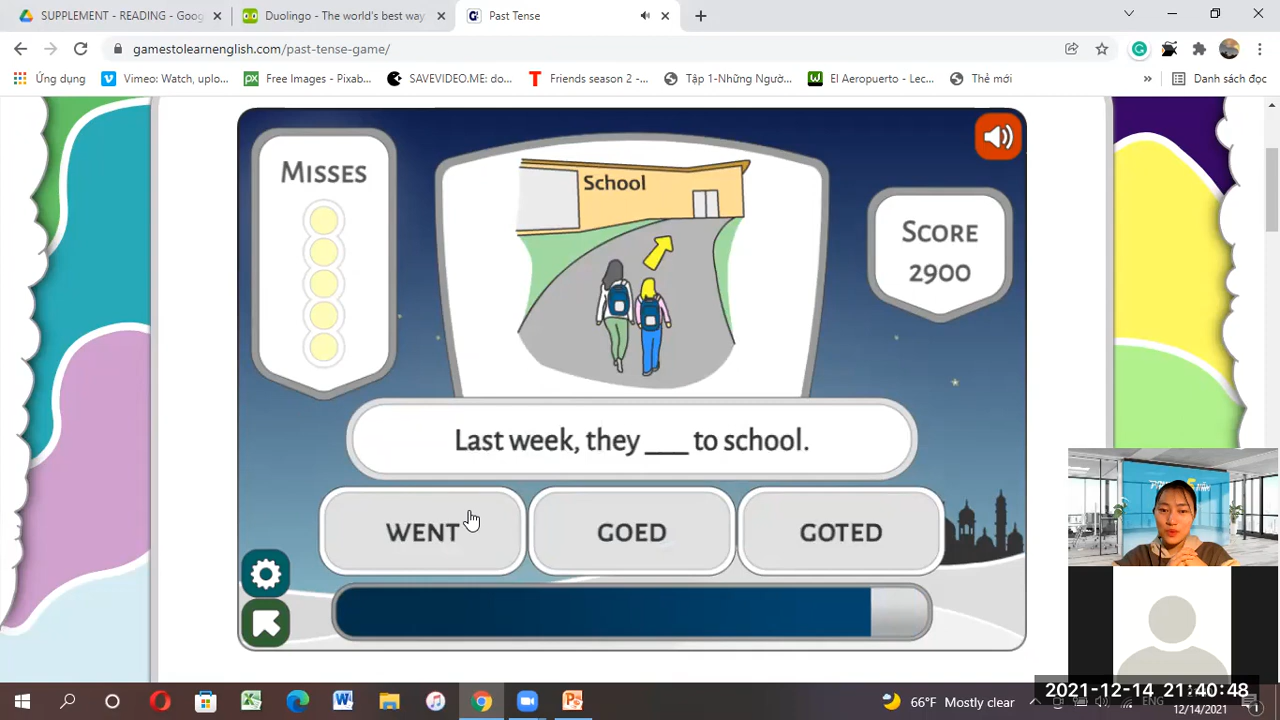 SUPPLEMENT - READING - Goog
Duolingo - The world's best way
Past Tense
gamestolearnenglish.com/past-tense-game/
Ứng dụng
Vimeo: Watch, uplo...
Free Images - Pixab...
SAVEVIDEO.ME: do...
Friends season 2 -...
Tập 1-Những Ngườ...
El Aeropuerto - Lec...
Thẻ mới
»
Danh sách đọc
MISSES
School
SCORE
2900
Last week, they ___ to school.
WENT
GOED
GOTED
66°F Mostly clear
ENG
2021-12-14 21:40:48
12/14/2021